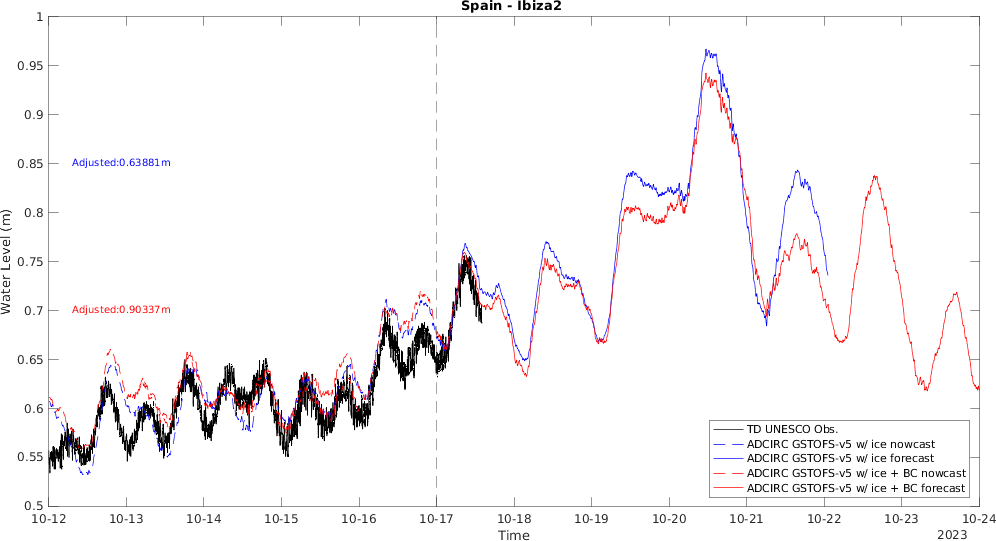 Spain - Ibiza2
Water Level (m)
1
0.95
0.9
0.85
0.8
0.75
0.7
0.65
0.6
0.55
0.5
Adjusted:0.63881m
Adjusted:0.90337m
TD UNESCO Obs.
ADCIRC GSTOFS-v5 w/ ice nowcast
ADCIRC GSTOFS-v5 w/ ice forecast
ADCIRC GSTOFS-v5 w/ ice + BC nowcast
ADCIRC GSTOFS-v5 w/ ice + BC forecast
10-12 10-13 10-14 10-15 10-16 10-17 10-18 10-19 10-20 10-21 10-22 10-23 10-24
Time
2023